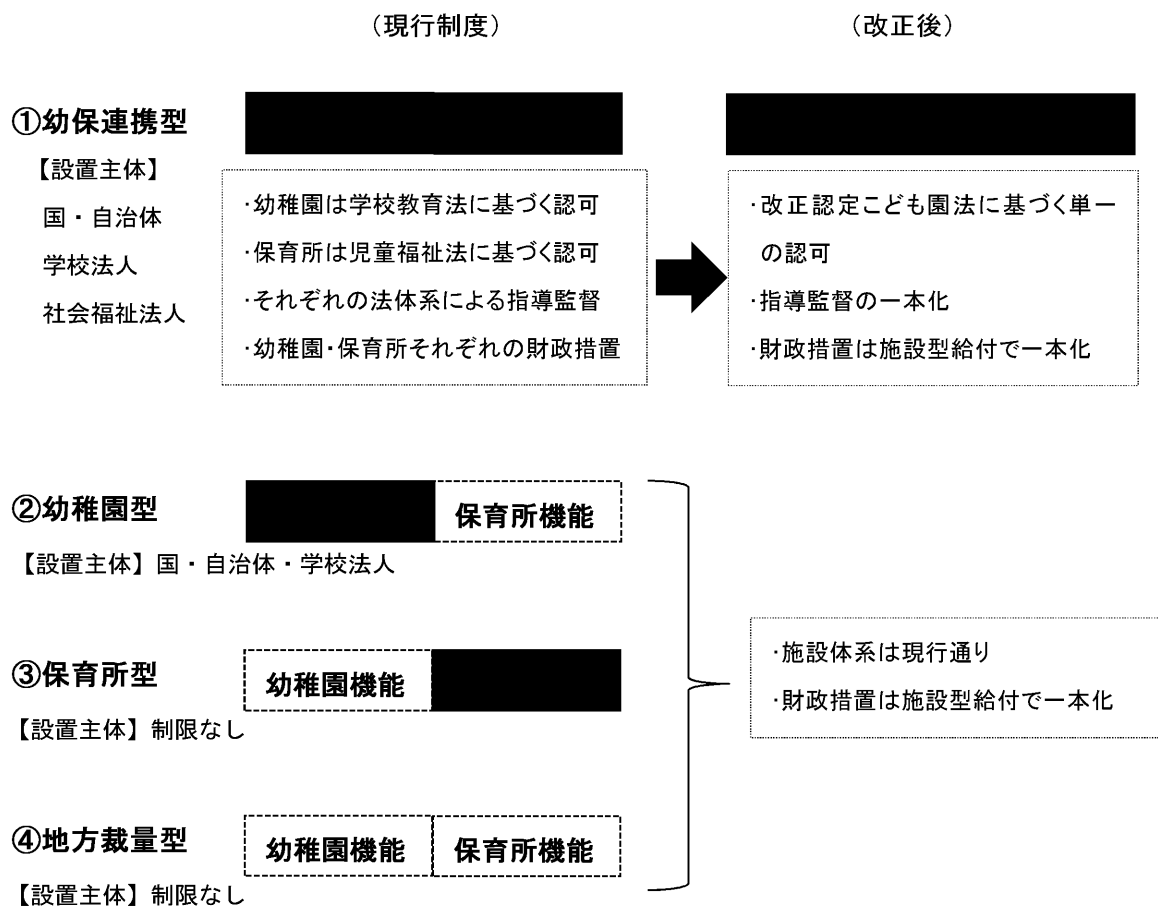 (現行制度)
(改正後)
①幼保連携型
【設置主体】
国・自治体
学校法人
社会福祉法人
・幼稚園は学校教育法に基づく認可
・保育所は児童福祉法に基づく認可
・それぞれの法体系による指導監督
・幼稚園・保育所それぞれの財政措置
・改正認定こども園法に基づく単一
の認可
・指導監督の一本化
・財政措置は施設型給付で一本化
②幼稚園型
保育所機能
【設置主体】国・自治体・学校法人
③保育所型
幼稚園機能
【設置主体】制限なし
・施設体系は現行通り
・財政措置は施設型給付で一本化
④地方裁量型
幼稚園機能
保育所機能
【設置主体】制限なし